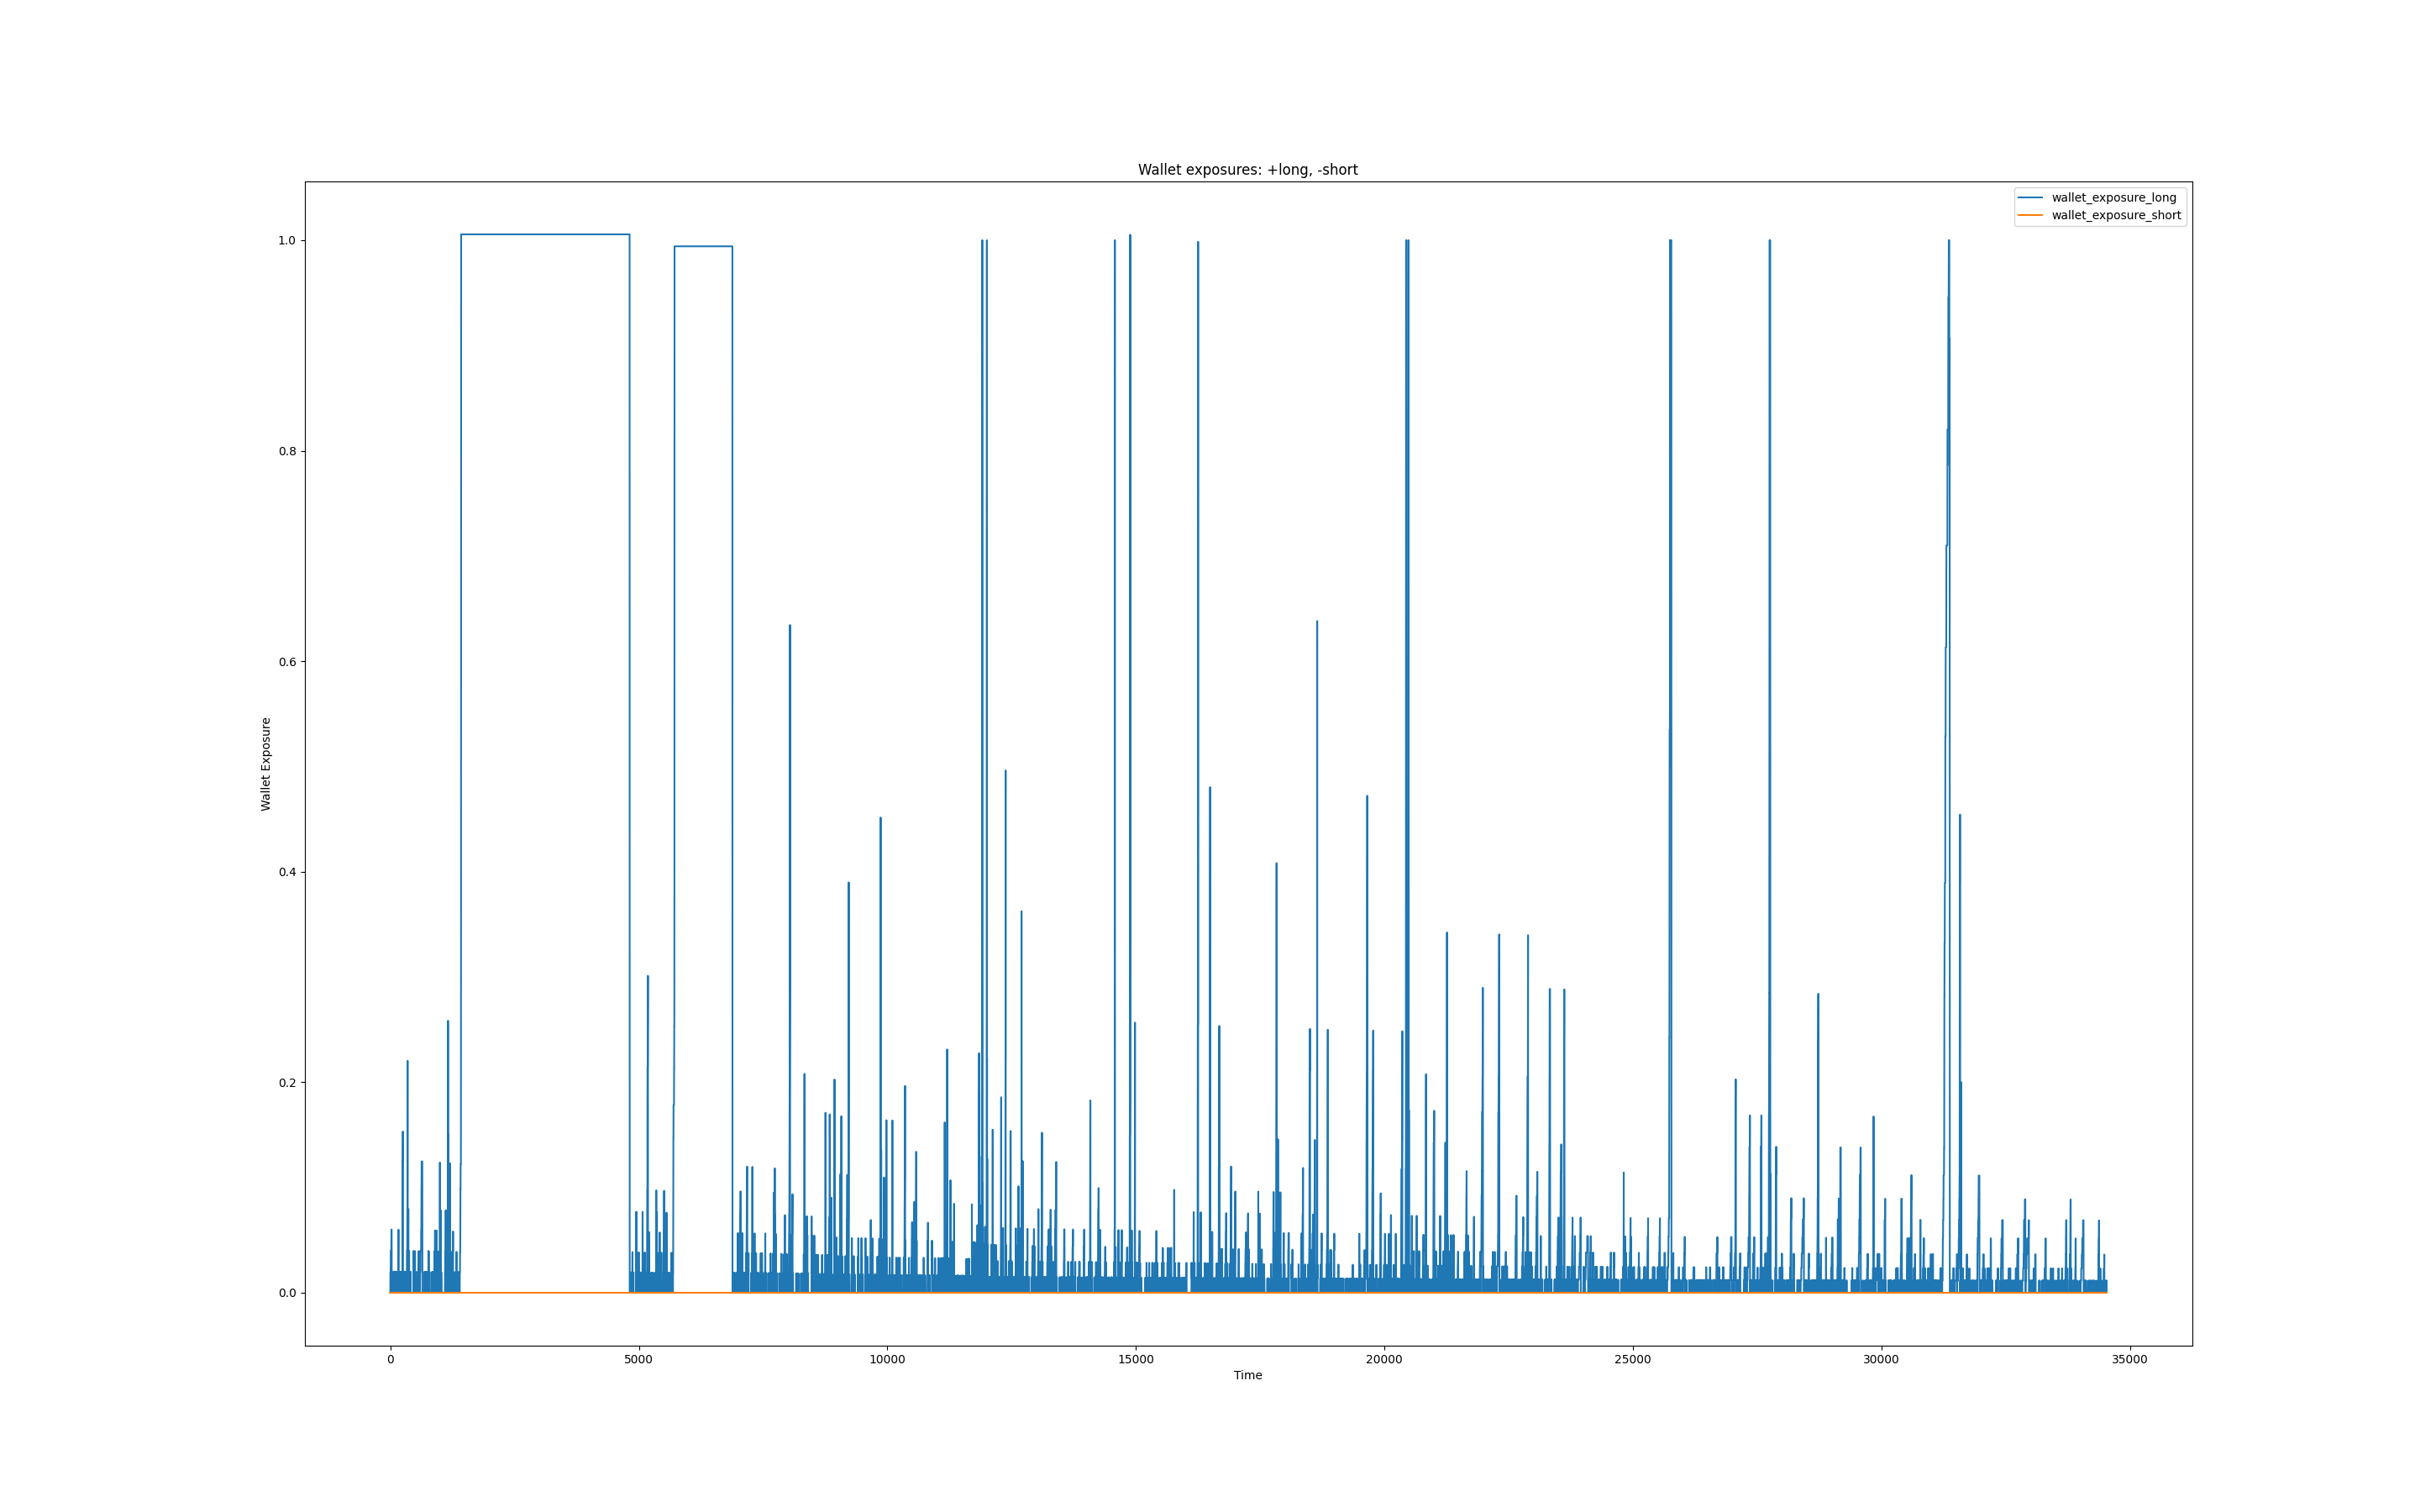 Wallet exposures: +long, -short
wallet_exposure_long
wallet_exposure_short
1.0
0.8
0.6
0.4
0.2
0.0
Wallet Exposure
0 5000 10000 15000 20000 25000 30000 35000
Time